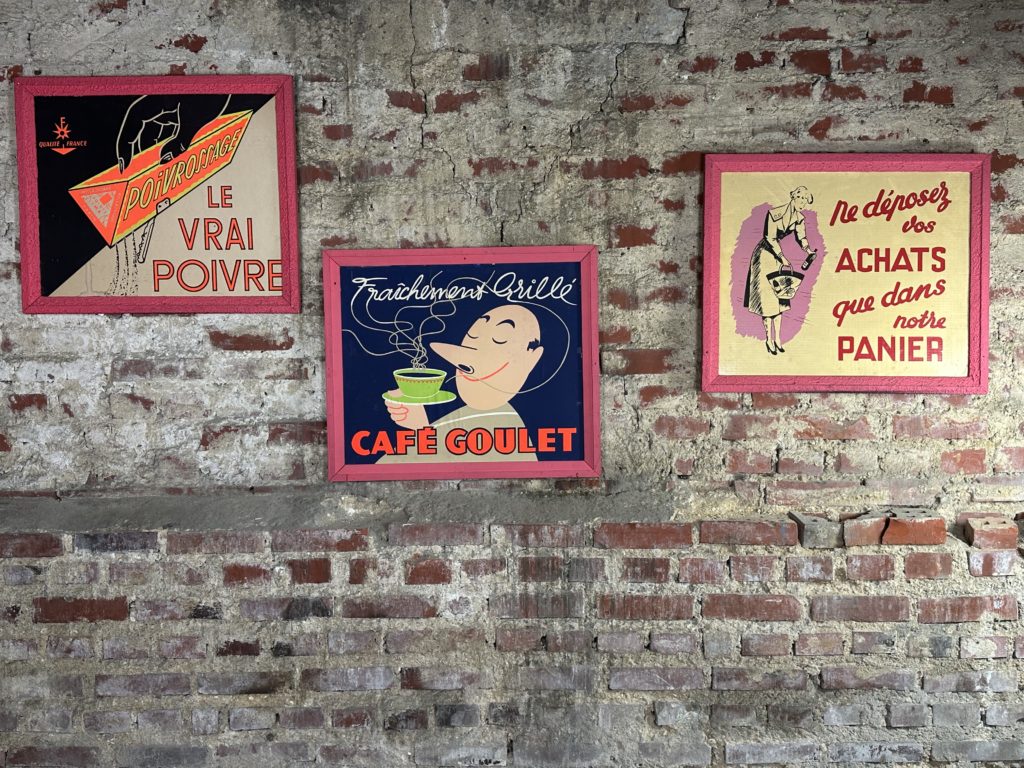 QUALITÉ FRANCE
POIVROSSAGE
LE
VRAI
POIVRE
Fraîchement Grillé
CAFÉ GOULET
Ne déposez
vos
ACHATS
que dans
notre
PANIER